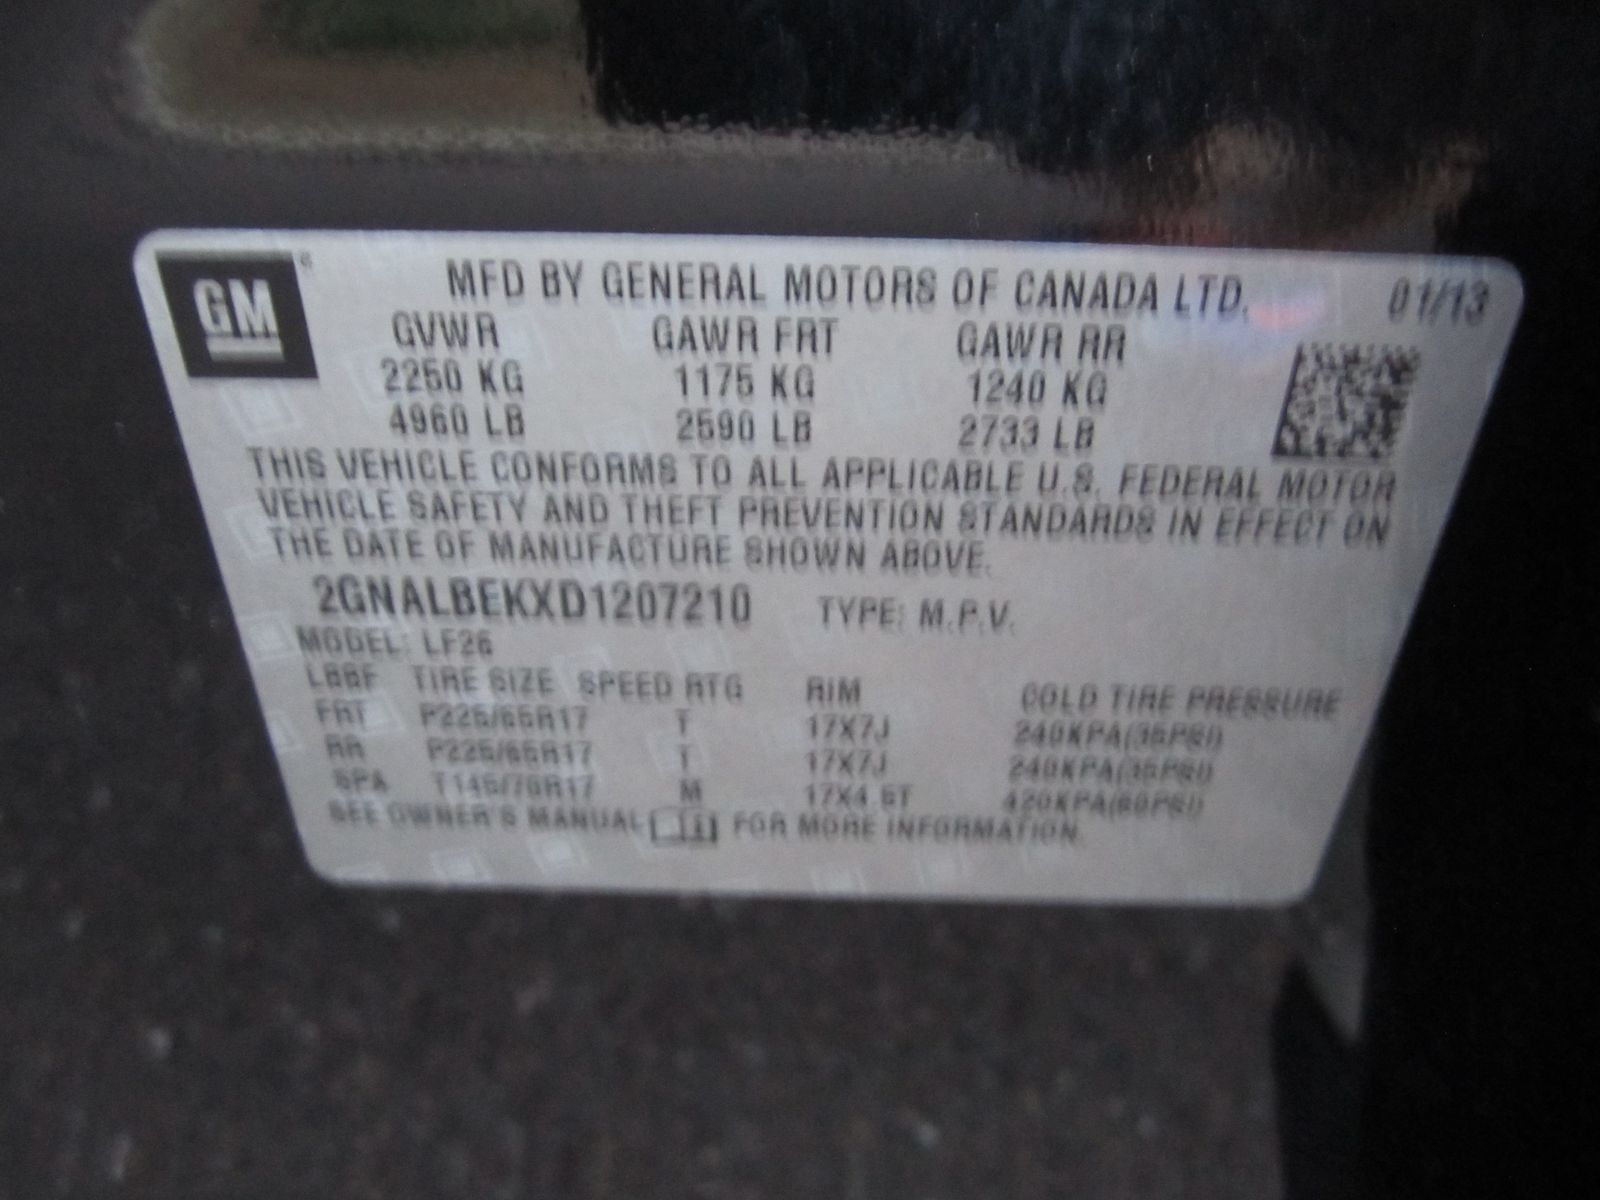 GM
MFD BY GENERAL MOTORS OF CANADA LTD. 01/13
GVWR GAWR FRT GAWR RR
2250 KG 1175 KG 1240 KG
4960 LB 2590 LB 2733 LB
THIS VEHICLE CONFORMS TO ALL APPLICABLE U.S. FEDERAL MOTOR
VEHICLE SAFETY AND THEFT PREVENTION STANDARDS IN EFFECT ON
THE DATE OF MANUFACTURE SHOWN ABOVE.
2GNALBEKXD1207210 TYPE: M.P.V.
MODEL: LF26
TIRE SIZE SPEED RTG RIM COLD TIRE PRESSURE
FRT P225/65R17 T 17X7J 240KPA(35PSI)
RR P225/65R17 T 17X7J 240KPA(35PSI)
SPA T145/70R17 M 17X4.5T 420KPA(60PSI)
SEE OWNER'S MANUAL FOR MORE INFORMATION.